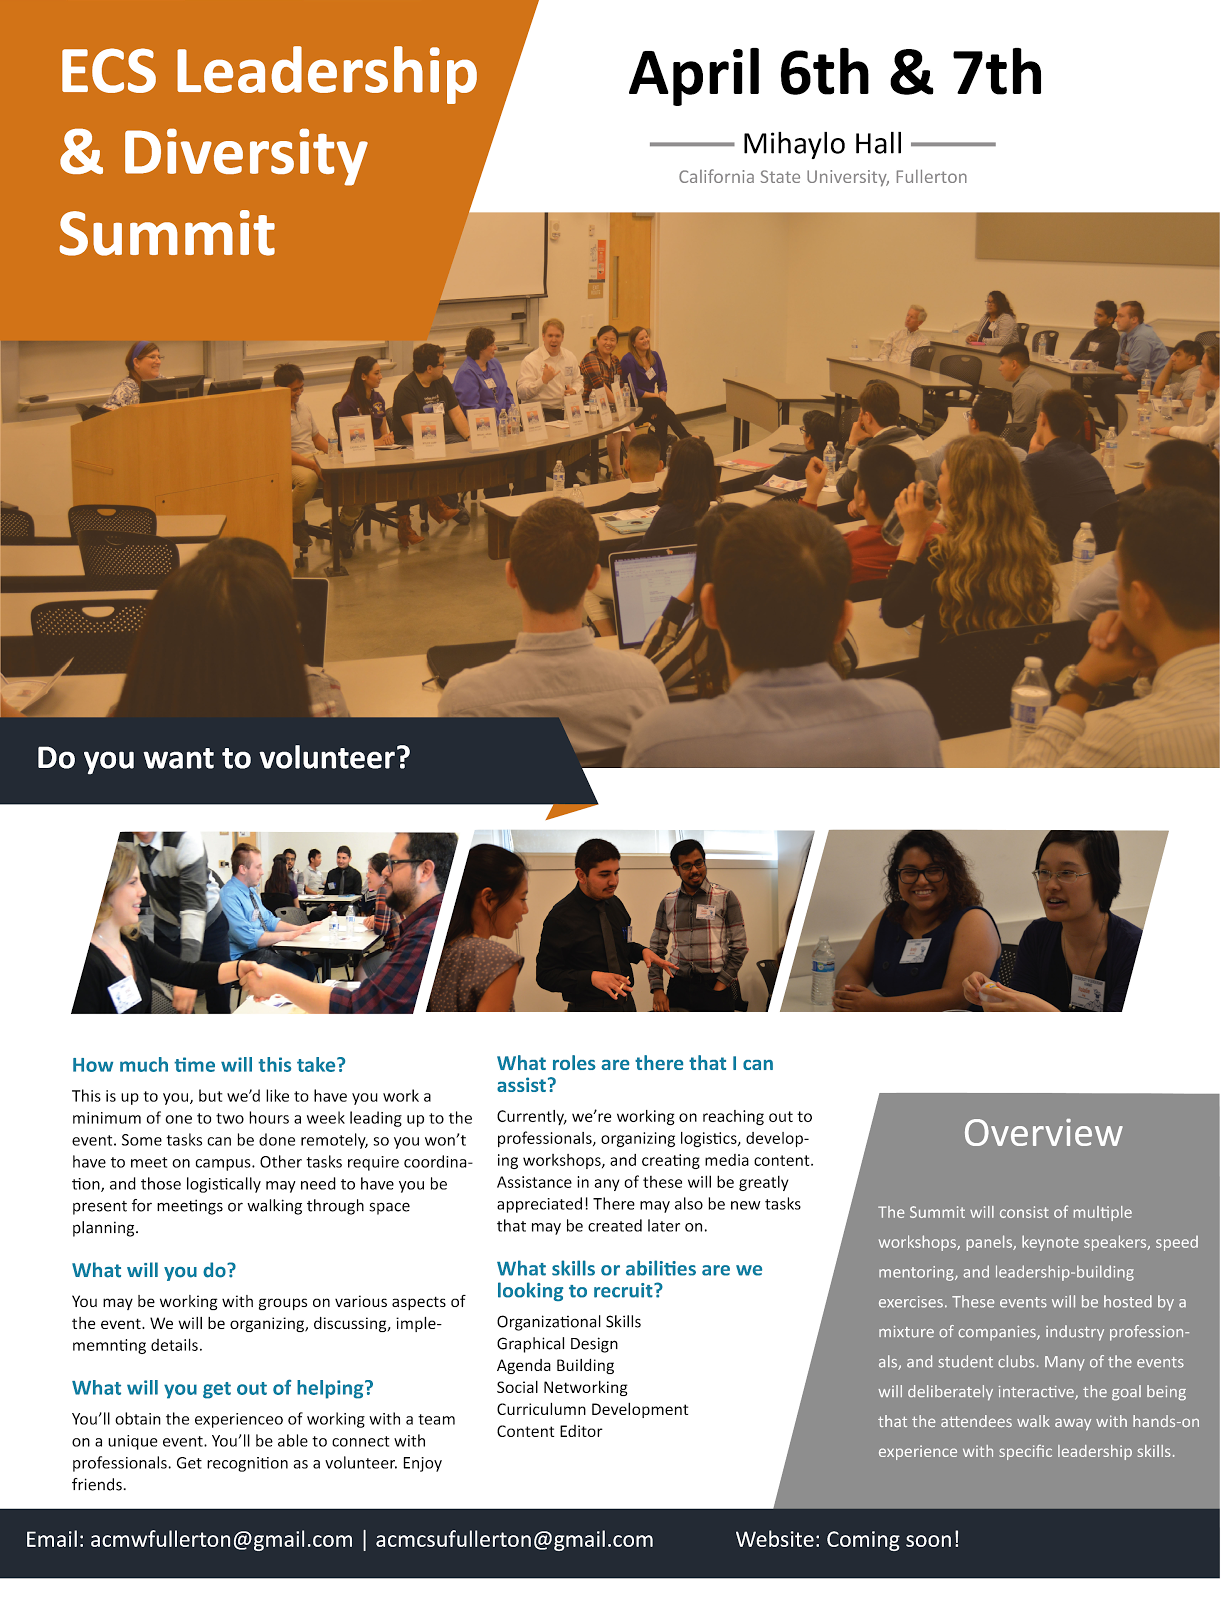 ECS Leadership
& Diversity
Summit
April 6th & 7th
Mihaylo Hall
California State University, Fullerton
Do you want to volunteer?
How much time will this take?
This is up to you, but we'd like to have you work a
minimum of one to two hours a week leading up to the
event. Some tasks can be done remotely, so you won't
have to meet on campus. Other tasks require coordina-
tion, and those logistically may need to have you be
present for meetings or walking through space
planning.
What will you do?
You may be working with groups on various aspects of
the event. We will be organizing, discussing, imple-
memnting details.
What will you get out of helping?
You'll obtain the experienceo of working with a team
on a unique event. You'll be able to connect with
professionals. Get recognition as a volunteer. Enjoy
friends.
What roles are there that I can
assist?
Currently, we're working on reaching out to
professionals, organizing logistics, develop-
ing workshops, and creating media content.
Assistance in any of these will be greatly
appreciated! There may also be new tasks
that may be created later on.
What skills or abilities are we
looking to recruit?
Organizational Skills
Graphical Design
Agenda Building
Social Networking
Curriculumn Development
Content Editor
Overview
The Summit will consist of multiple
workshops, panels, keynote speakers, speed
mentoring, and leadership-building
exercises. These events will be hosted by a
mixture of companies, industry profession-
als, and student clubs. Many of the events
will deliberately interactive, the goal being
that the attendees walk away with hands-on
experience with specific leadership skills.
Email: acmwfullerton@gmail.com | acmcsufullerton@gmail.com
Website: Coming soon!